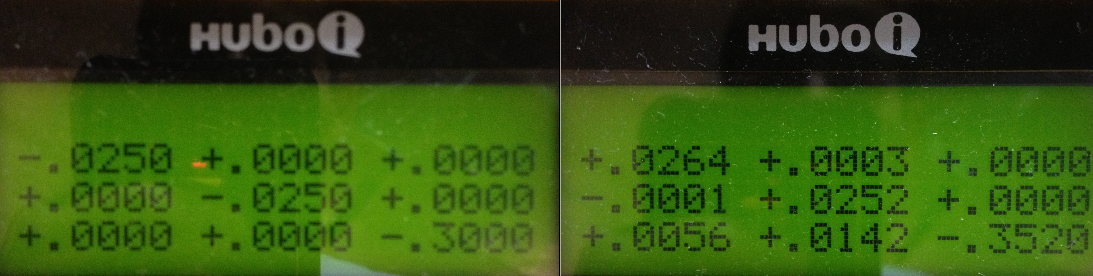 HUBO i
-.0250 +.0000 +.0000
+.0000 -.0250 +.0000
+.0000 +.0000 -.3000
HUBO i
+.0264 +.0003 +.0000
-.0001 +.0252 +.0000
+.0056 +.0142 -.3520